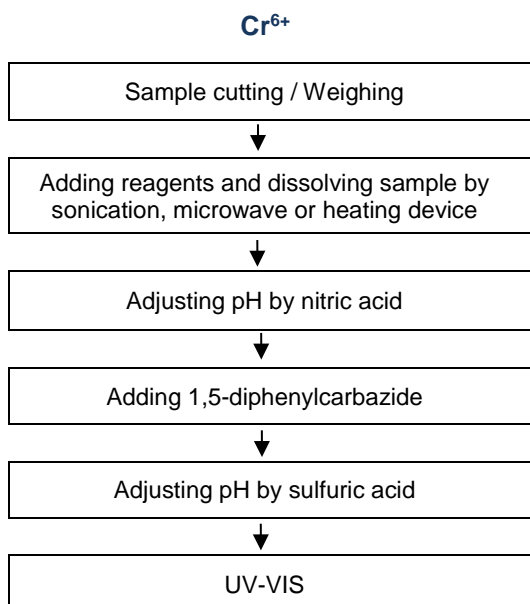 Cr⁶⁺
Sample cutting / Weighing
Adding reagents and dissolving sample by
sonication, microwave or heating device
Adjusting pH by nitric acid
Adding 1,5-diphenylcarbazide
Adjusting pH by sulfuric acid
UV-VIS